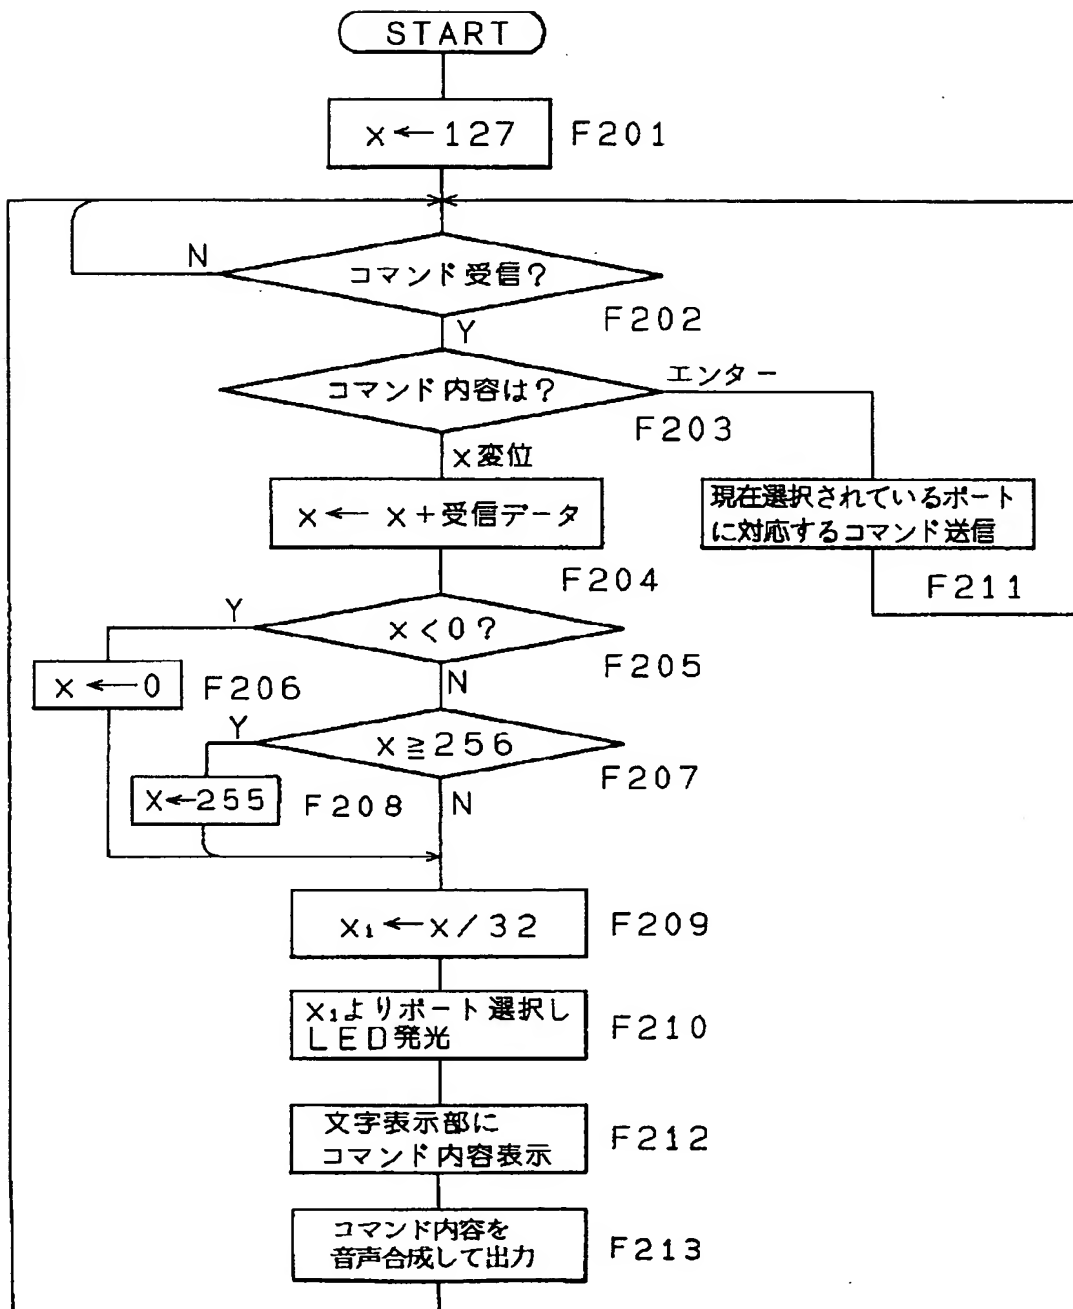 START
x←127 F201
N
コマンド受信?
F202
Y
コマンド内容は?
エンター
F203
x変位
x← x+受信データ
現在選択されているポート
に対応するコマンド送信
F204
F211
Y
x<0?
F205
x←0
F206
N
Y
x≧256
F207
x←255
F208
N
x₁←x/32 F209
x₁よりポート選択し
LED発光
F210
文字表示部に
コマンド内容表示
F212
コマンド内容を
音声合成して出力
F213